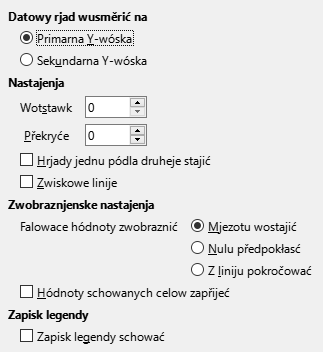 Datowy rjad wusměrić na
Primarna Y-wóska
Sekundarna Y-wóska
Nastajenja
Wotstawk 0
Překryće 0
Hrjady jednu pódla druheje stajić
Zwiskowe linije
Zwobraznjenske nastajenja
Falowace hódnoty zwobraznić Mjezotu wostajić
Nulu předpokłasć
Z liniju pokročować
Hódnoty schowanych celow zapřijeć
Zapisk legendy
Zapisk legendy schować